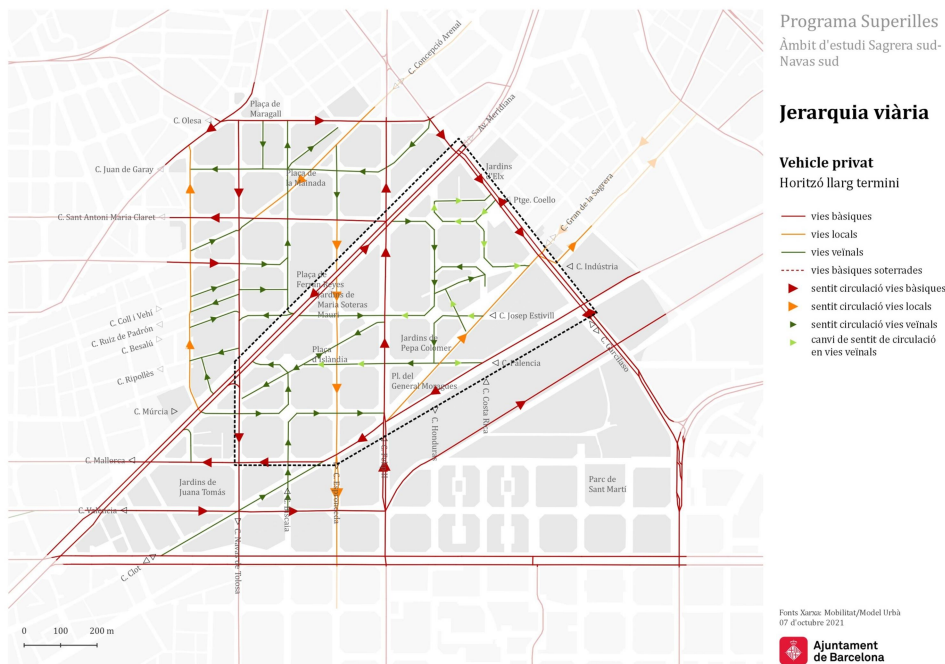 Programa Superilles
Àmbit d'estudi Sagrera sud-
Navas sud
Jerarquia viària
Vehicle privat
Horitzó llarg termini
vies bàsiques
vies locals
vies veïnals
vies bàsiques soterrades
sentit circulació vies bàsiques
sentit circulació vies locals
sentit circulació vies veïnals
canvi de sentit de circulació
en vies veïnals
C. Concepció Arenal
Plaça de
Maragall
C. Olesa
Av. Meridiana
C. Juan de Garay
Plaça de
la Mainada
Jardins
d'Elx
C. Gran de la Sagrera
Ptge. Coello
C. Sant Antoni Maria Claret
C. Indústria
Plaça de
Ferran Reyes
Jardins de
Maria Soteras
Mauri
C. Coll i Vehí
C. Ruiz de Padrón
C. Besalú
C. Josep Estivill
C. Garcilaso
Jardins de
Pepa Colomer
Plaça
d'Islàndia
C. Palencia
C. Ripollès
Pl. del
General Moragues
C. Múrcia
C. Costa Rica
C. Honduras
C. Mallorca
Jardins de
Juana Tomás
Parc de
Sant Martí
C. València
C. Biscaia
C. Navas de Tolosa
C. Clot
0 100 200 m
Fonts Xarxa: Mobilitat/Model Urbà
07 d'octubre 2021
Ajuntament
de Barcelona